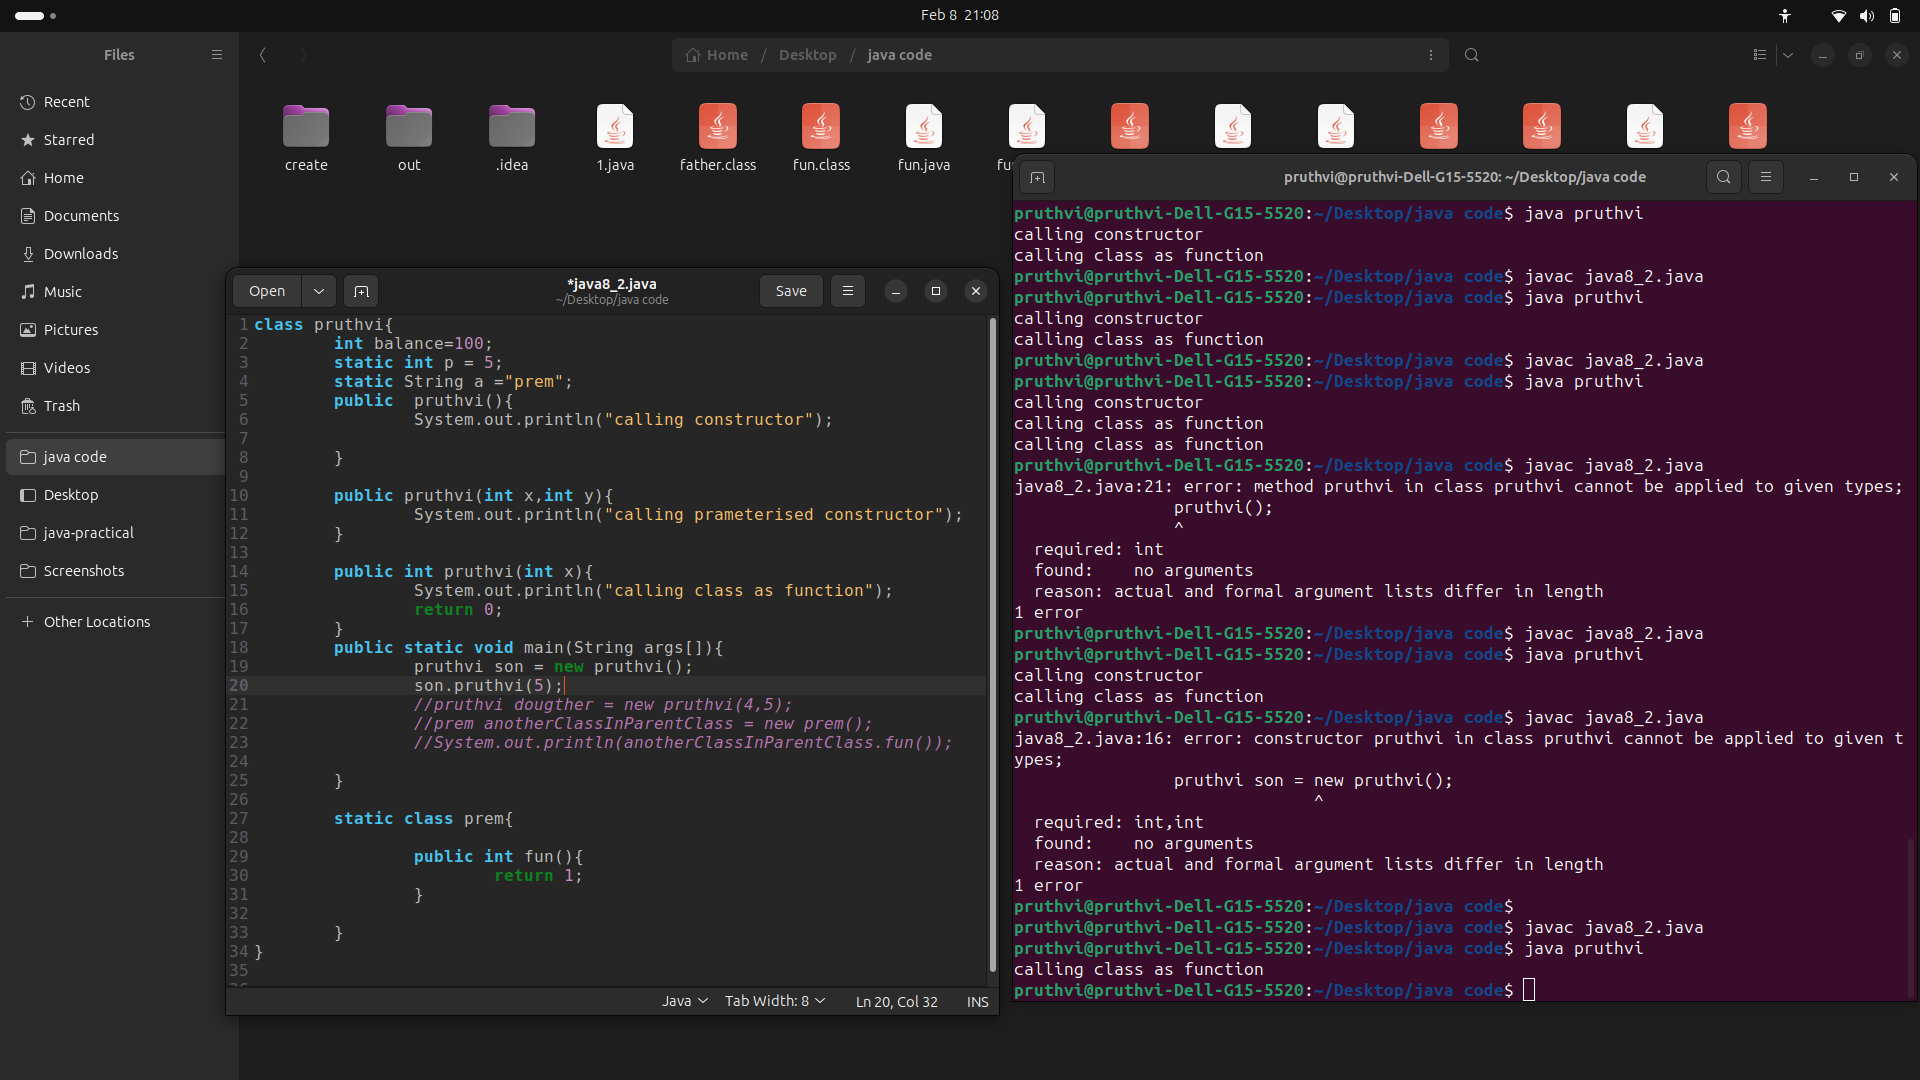 Feb 8 21:08
Files
Home / Desktop / java code
Recent
Starred
Home
Documents
Downloads
Music
Pictures
Videos
Trash
java code
Desktop
java-practical
Screenshots
+ Other Locations
create
out
.idea
1.java
father.class
fun.class
fun.java
Open
*java8_2.java
~/Desktop/java code
Save
1 class pruthvi{
2         int balance=100;
3         static int p = 5;
4         static String a ="prem";
5         public  pruthvi(){
6                 System.out.println("calling constructor");
7
8         }
9
10         public pruthvi(int x,int y){
11                 System.out.println("calling prameterised constructor");
12         }
13
14         public int pruthvi(int x){
15                 System.out.println("calling class as function");
16                 return 0;
17         }
18         public static void main(String args[]){
19                 pruthvi son = new pruthvi();
20                 son.pruthvi(5);
21                 //pruthvi dougther = new pruthvi(4,5);
22                 //prem anotherClassInParentClass = new prem();
23                 //System.out.println(anotherClassInParentClass.fun());
24
25         }
26
27         static class prem{
28
29                 public int fun(){
30                         return 1;
31                 }
32
33         }
34 }
35
Java
Tab Width: 8
Ln 20, Col 32
INS
pruthvi@pruthvi-Dell-G15-5520: ~/Desktop/java code
pruthvi@pruthvi-Dell-G15-5520:~/Desktop/java code$ java pruthvi
calling constructor
calling class as function
pruthvi@pruthvi-Dell-G15-5520:~/Desktop/java code$ javac java8_2.java
pruthvi@pruthvi-Dell-G15-5520:~/Desktop/java code$ java pruthvi
calling constructor
calling class as function
pruthvi@pruthvi-Dell-G15-5520:~/Desktop/java code$ javac java8_2.java
pruthvi@pruthvi-Dell-G15-5520:~/Desktop/java code$ java pruthvi
calling constructor
calling class as function
calling class as function
pruthvi@pruthvi-Dell-G15-5520:~/Desktop/java code$ javac java8_2.java
java8_2.java:21: error: method pruthvi in class pruthvi cannot be applied to given types;
                pruthvi();
                ^
  required: int
  found:    no arguments
  reason: actual and formal argument lists differ in length
1 error
pruthvi@pruthvi-Dell-G15-5520:~/Desktop/java code$ javac java8_2.java
pruthvi@pruthvi-Dell-G15-5520:~/Desktop/java code$ java pruthvi
calling constructor
calling class as function
pruthvi@pruthvi-Dell-G15-5520:~/Desktop/java code$ javac java8_2.java
java8_2.java:16: error: constructor pruthvi in class pruthvi cannot be applied to given t
ypes;
                pruthvi son = new pruthvi();
                              ^
  required: int,int
  found:    no arguments
  reason: actual and formal argument lists differ in length
1 error
pruthvi@pruthvi-Dell-G15-5520:~/Desktop/java code$
pruthvi@pruthvi-Dell-G15-5520:~/Desktop/java code$ javac java8_2.java
pruthvi@pruthvi-Dell-G15-5520:~/Desktop/java code$ java pruthvi
calling class as function
pruthvi@pruthvi-Dell-G15-5520:~/Desktop/java code$